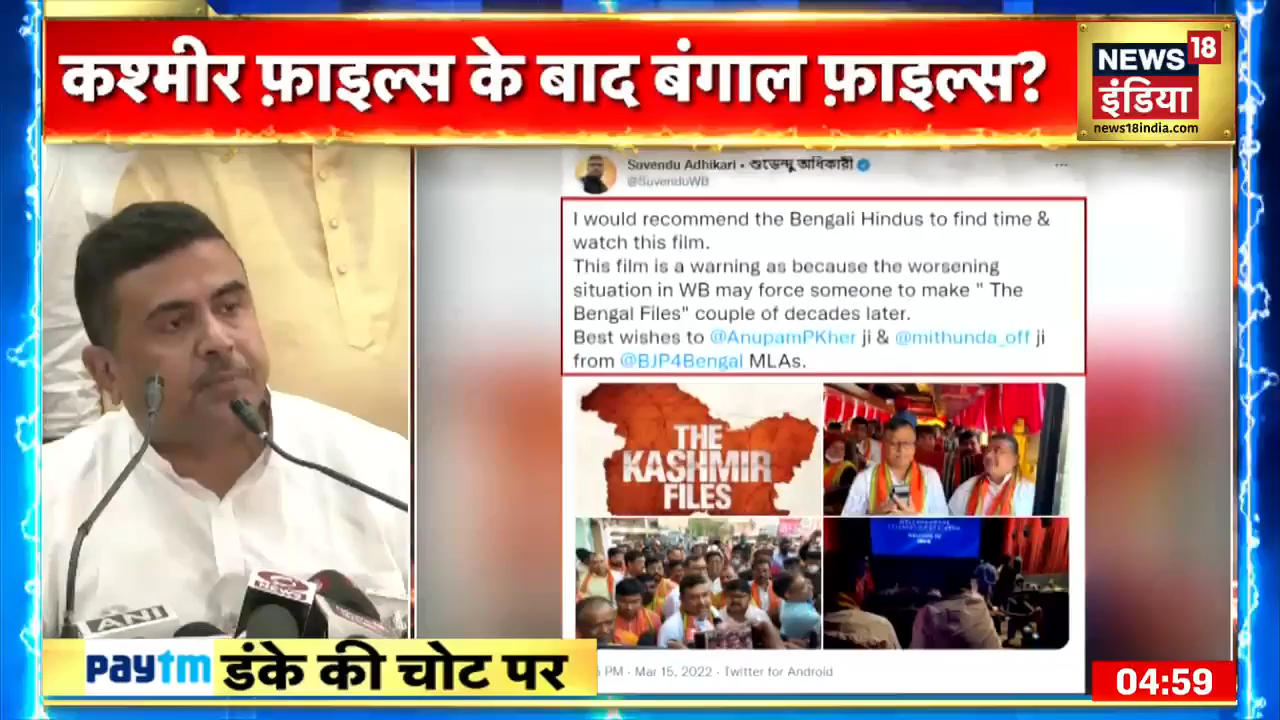 कश्मीर फ़ाइल्स के बाद बंगाल फ़ाइल्स?
NEWS 18
इंडिया
news18india.com
Suvendu Adhikari • শুভেন্দু অধিকারী
@SuvenduWB
I would recommend the Bengali Hindus to find time &
watch this film.
This film is a warning as because the worsening
situation in WB may force someone to make " The
Bengal Files" couple of decades later.
Best wishes to @AnupamPKher ji & @mithunda_off ji
from @BJP4Bengal MLAs.
THE
KASHMIR
FILES
ANI
NEWS
PM · Mar 15, 2022 · Twitter for Android
paytm डंके की चोट पर
04:59